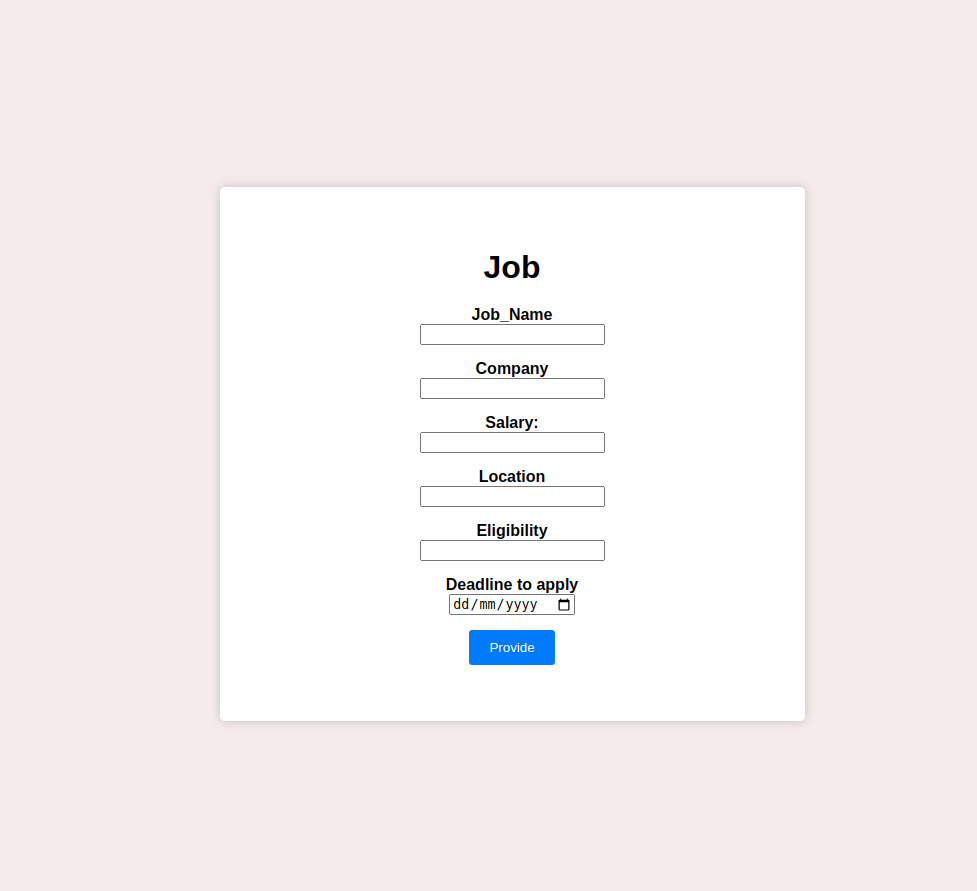 Job
Job_Name
Company
Salary:
Location
Eligibility
Deadline to apply
dd/mm/yyyy
Provide